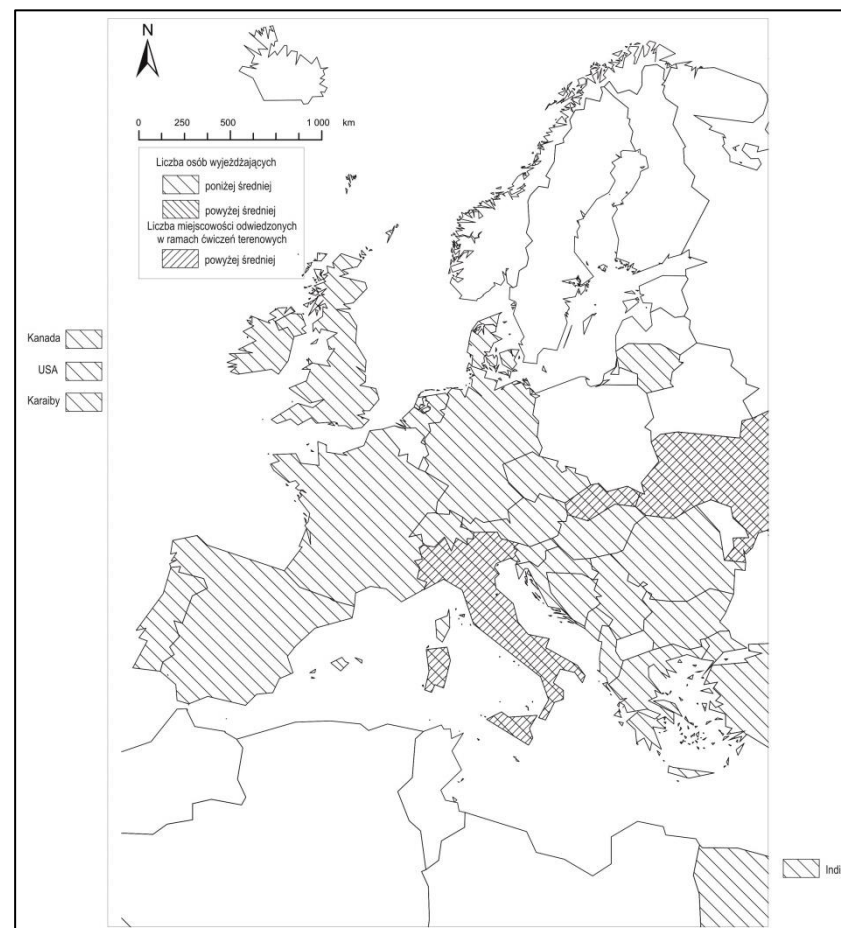 N
0 250 500 1 000 km
Liczba osób wyjeżdżających
poniżej średniej
powyżej średniej
Liczba miejscowości odwiedzonych
w ramach ćwiczeń terenowych
powyżej średniej
Kanada
USA
Karaiby
Indi